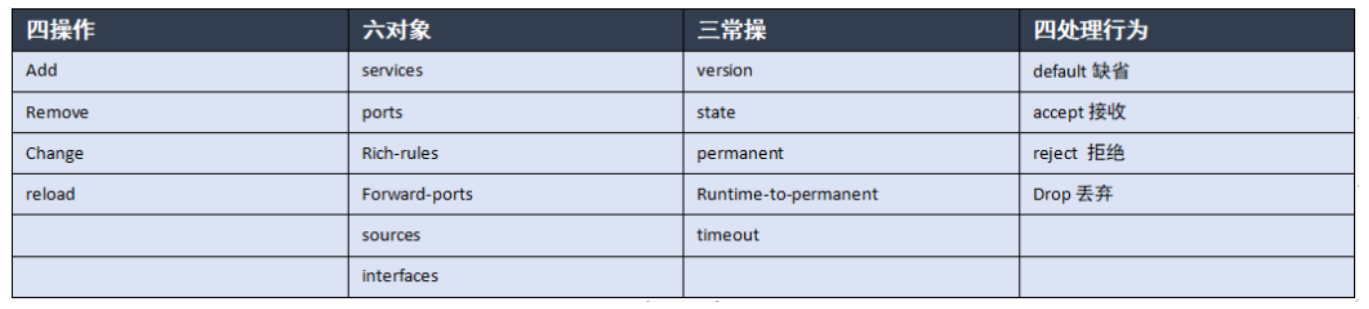 四操作 六对象 三常操 四处理行为
Add services version default 缺省
Remove ports state accept 接收
Change Rich-rules permanent reject 拒绝
reload Forward-ports Runtime-to-permanent Drop 丢弃
sources timeout
interfaces